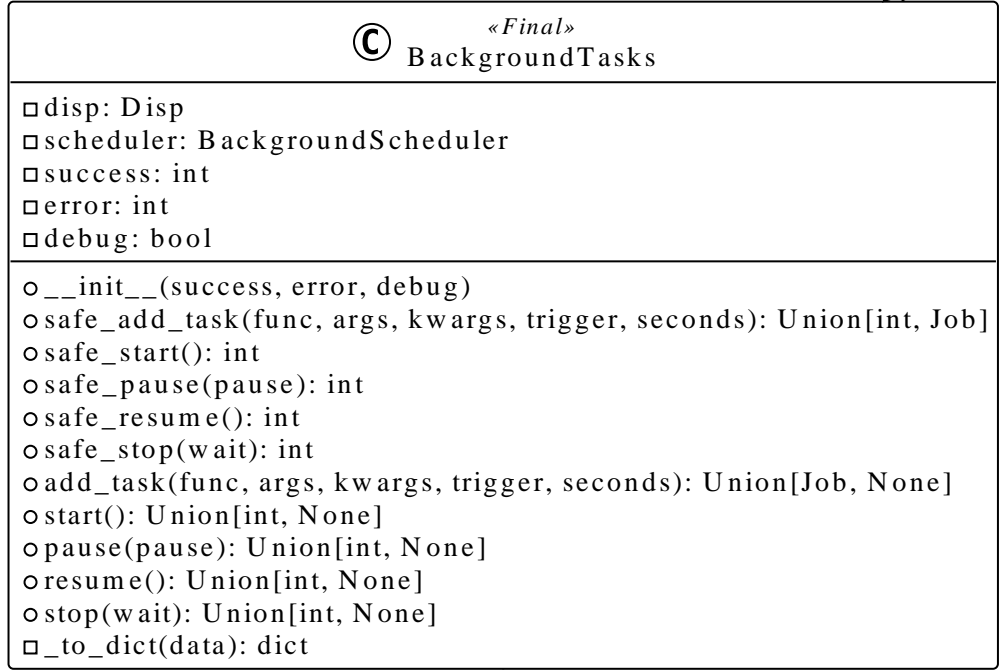 C
«Final»
BackgroundTasks
disp: Disp
scheduler: BackgroundScheduler
success: int
error: int
debug: bool
__init__(success, error, debug)
safe_add_task(func, args, kwargs, trigger, seconds): Union[int, Job]
safe_start(): int
safe_pause(pause): int
safe_resume(): int
safe_stop(wait): int
add_task(func, args, kwargs, trigger, seconds): Union[Job, None]
start(): Union[int, None]
pause(pause): Union[int, None]
resume(): Union[int, None]
stop(wait): Union[int, None]
_to_dict(data): dict